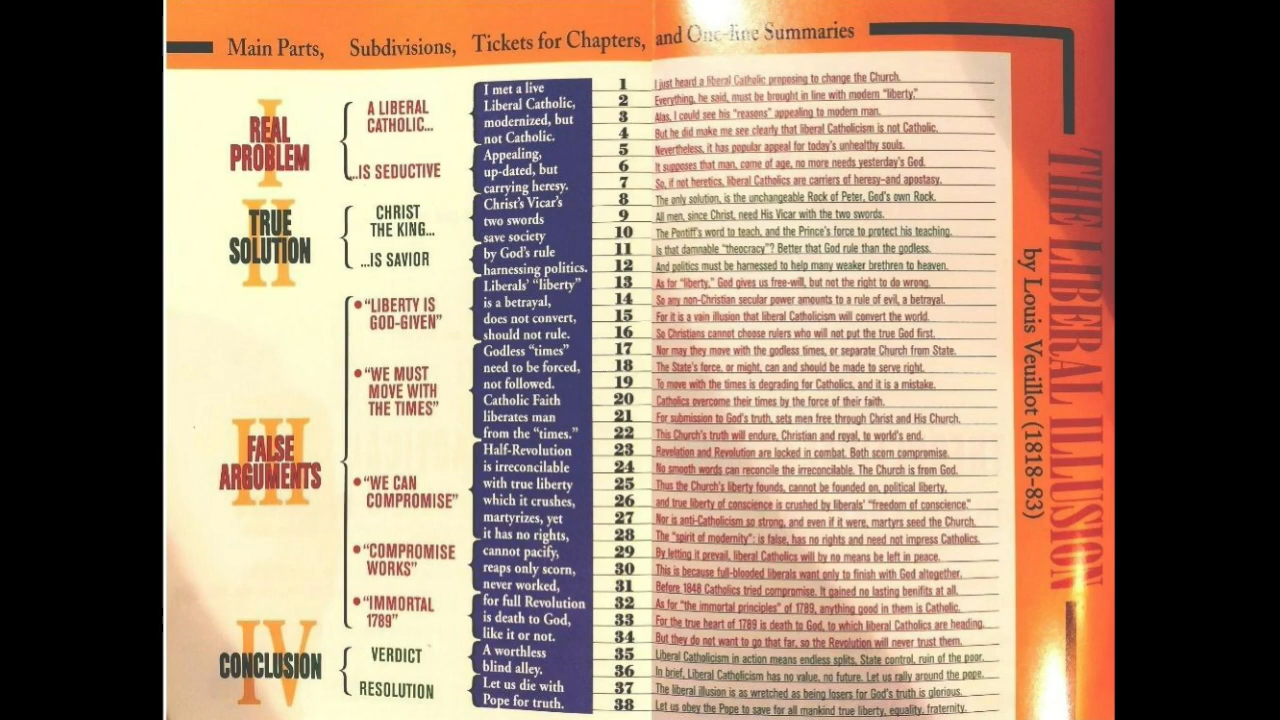 Main Parts, Subdivisions, Tickets for Chapters, and One-line Summaries
THE LIBERAL ILLUSION
by Louis Veuillot (1818–83)
I
REAL
PROBLEM
A LIBERAL
CATHOLIC...
...IS SEDUCTIVE
II
TRUE
SOLUTION
CHRIST
THE KING...
...IS SAVIOR
III
FALSE
ARGUMENTS
• “LIBERTY IS
GOD-GIVEN”
• “WE MUST
MOVE WITH
THE TIMES”
• “WE CAN
COMPROMISE”
• “COMPROMISE
WORKS”
• “IMMORTAL
1789”
IV
CONCLUSION
VERDICT
RESOLUTION
I met a live
Liberal Catholic,
modernized, but
not Catholic.
Appealing,
up-dated, but
carrying heresy.
Christ’s Vicar’s
two swords
save society
by God’s rule
harnessing politics.
Liberals’ “liberty”
is a betrayal,
does not convert,
should not rule.
Godless “times”
need to be forced,
not followed.
Catholic Faith
liberates man
from the “times.”
Half-Revolution
is irreconcilable
with true liberty
which it crushes,
martyrizes, yet
it has no rights,
cannot pacify,
reaps only scorn,
never worked,
for full Revolution
is death to God,
like it or not.
A worthless
blind alley.
Let us die with
Pope for truth.
1 I just heard a liberal Catholic proposing to change the Church.
2 Everything, he said, must be brought in line with modern “liberty.”
3 Alas, I could see his “reasons” appealing to modern man.
4 But he did make me see clearly that liberal Catholicism is not Catholic.
5 Nevertheless, it has popular appeal for today’s unhealthy souls.
6 It supposes that man, come of age, no more needs yesterday’s God.
7 So, if not heretics, liberal Catholics are carriers of heresy–and apostasy.
8 The only solution, is the unchangeable Rock of Peter, God’s own Rock.
9 All men, since Christ, need His Vicar with the two swords.
10 The Pontiff’s word to teach, and the Prince’s force to protect his teaching.
11 Is that damnable “theocracy”? Better that God rule than the godless.
12 And politics must be harnessed to help many weaker brethren to heaven.
13 As for “liberty,” God gives us free-will, but not the right to do wrong.
14 So any non-Christian secular power amounts to a rule of evil, a betrayal.
15 For it is a vain illusion that liberal Catholicism will convert the world.
16 So Christians cannot choose rulers who will not put the true God first.
17 Nor may they move with the godless times, or separate Church from State.
18 The State’s force, or might, can and should be made to serve right.
19 To move with the times is degrading for Catholics, and it is a mistake.
20 Catholics overcome their times by the force of their faith.
21 For submission to God’s truth, sets men free through Christ and His Church.
22 This Church’s truth will endure, Christian and royal, to world’s end.
23 Revelation and Revolution are locked in combat. Both scorn compromise.
24 No smooth words can reconcile the irreconcilable. The Church is from God.
25 Thus the Church’s liberty founds, cannot be founded on, political liberty,
26 and true liberty of conscience is crushed by liberals’ “freedom of conscience.”
27 Nor is anti-Catholicism so strong, and even if it were, martyrs seed the Church.
28 The “spirit of modernity”: is false, has no rights and need not impress Catholics.
29 By letting it prevail, liberal Catholics will by no means be left in peace.
30 This is because full-blooded liberals want only to finish with God altogether.
31 Before 1848 Catholics tried compromise. It gained no lasting benifits at all.
32 As for “the immortal principles” of 1789, anything good in them is Catholic.
33 For the true heart of 1789 is death to God, to which liberal Catholics are heading.
34 But they do not want to go that far, so the Revolution will never trust them.
35 Liberal Catholicism in action means endless splits, State control, ruin of the poor.
36 In brief, Liberal Catholicism has no value, no future. Let us rally around the pope.
37 The liberal illusion is as wretched as being losers for God’s truth is glorious.
38 Let us obey the Pope to save for all mankind true liberty, equality, fraternity.